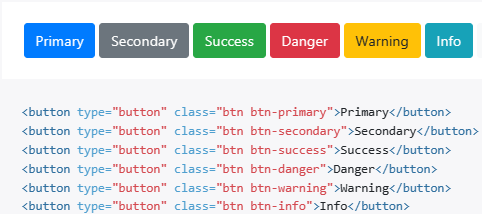 Primary Secondary Success Danger Warning Info
<button type="button" class="btn btn-primary">Primary</button>
<button type="button" class="btn btn-secondary">Secondary</button>
<button type="button" class="btn btn-success">Success</button>
<button type="button" class="btn btn-danger">Danger</button>
<button type="button" class="btn btn-warning">Warning</button>
<button type="button" class="btn btn-info">Info</button>